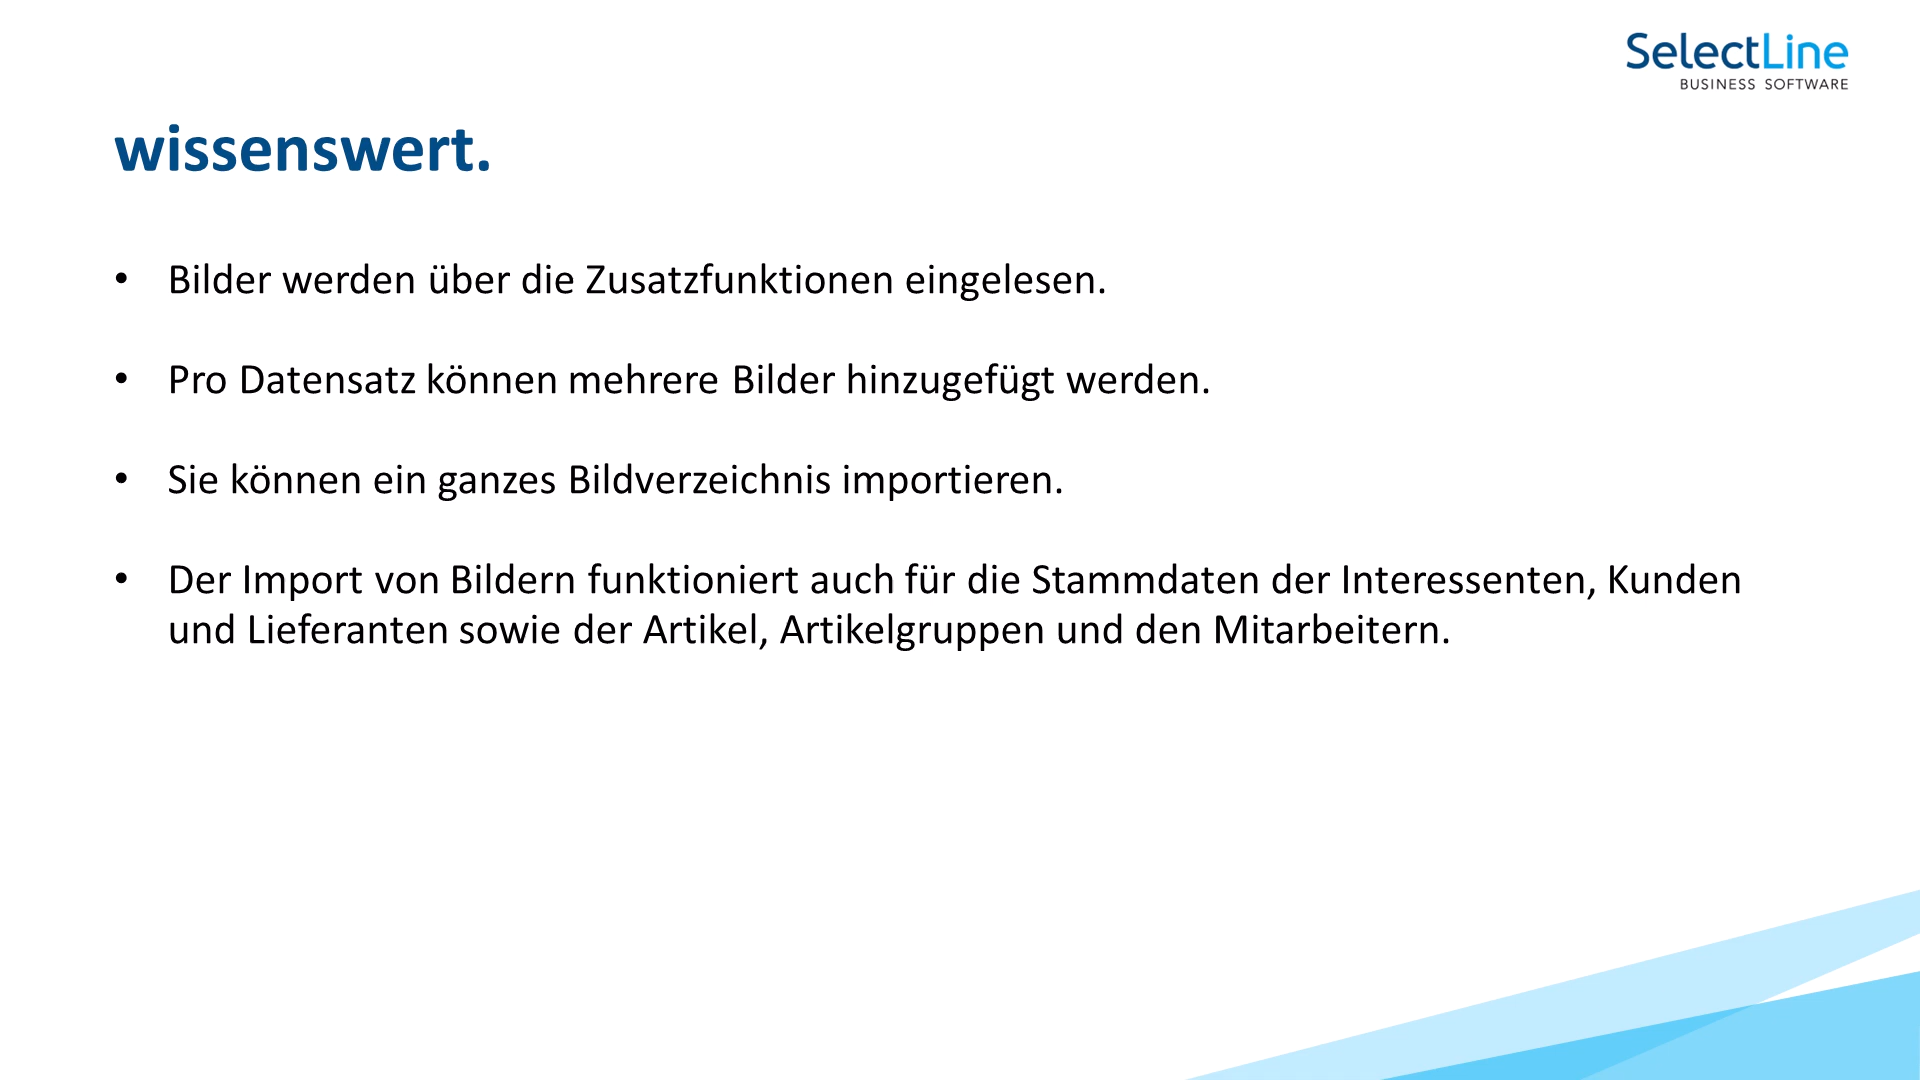 SelectLine
BUSINESS SOFTWARE
wissenswert.
• Bilder werden über die Zusatzfunktionen eingelesen.
• Pro Datensatz können mehrere Bilder hinzugefügt werden.
• Sie können ein ganzes Bildverzeichnis importieren.
• Der Import von Bildern funktioniert auch für die Stammdaten der Interessenten, Kunden
und Lieferanten sowie der Artikel, Artikelgruppen und den Mitarbeitern.